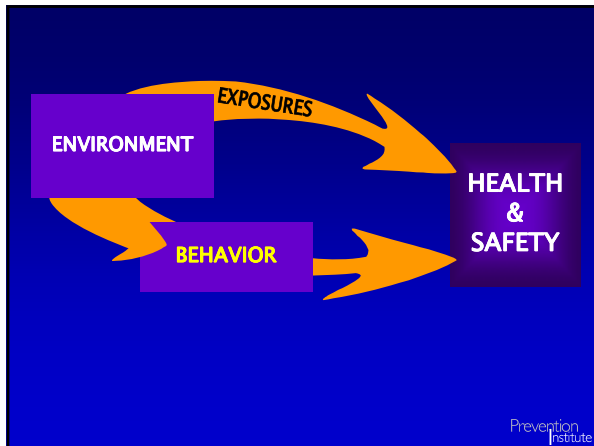 EXPOSURES
ENVIRONMENT
HEALTH
&
SAFETY
BEHAVIOR
Prevention
Institute